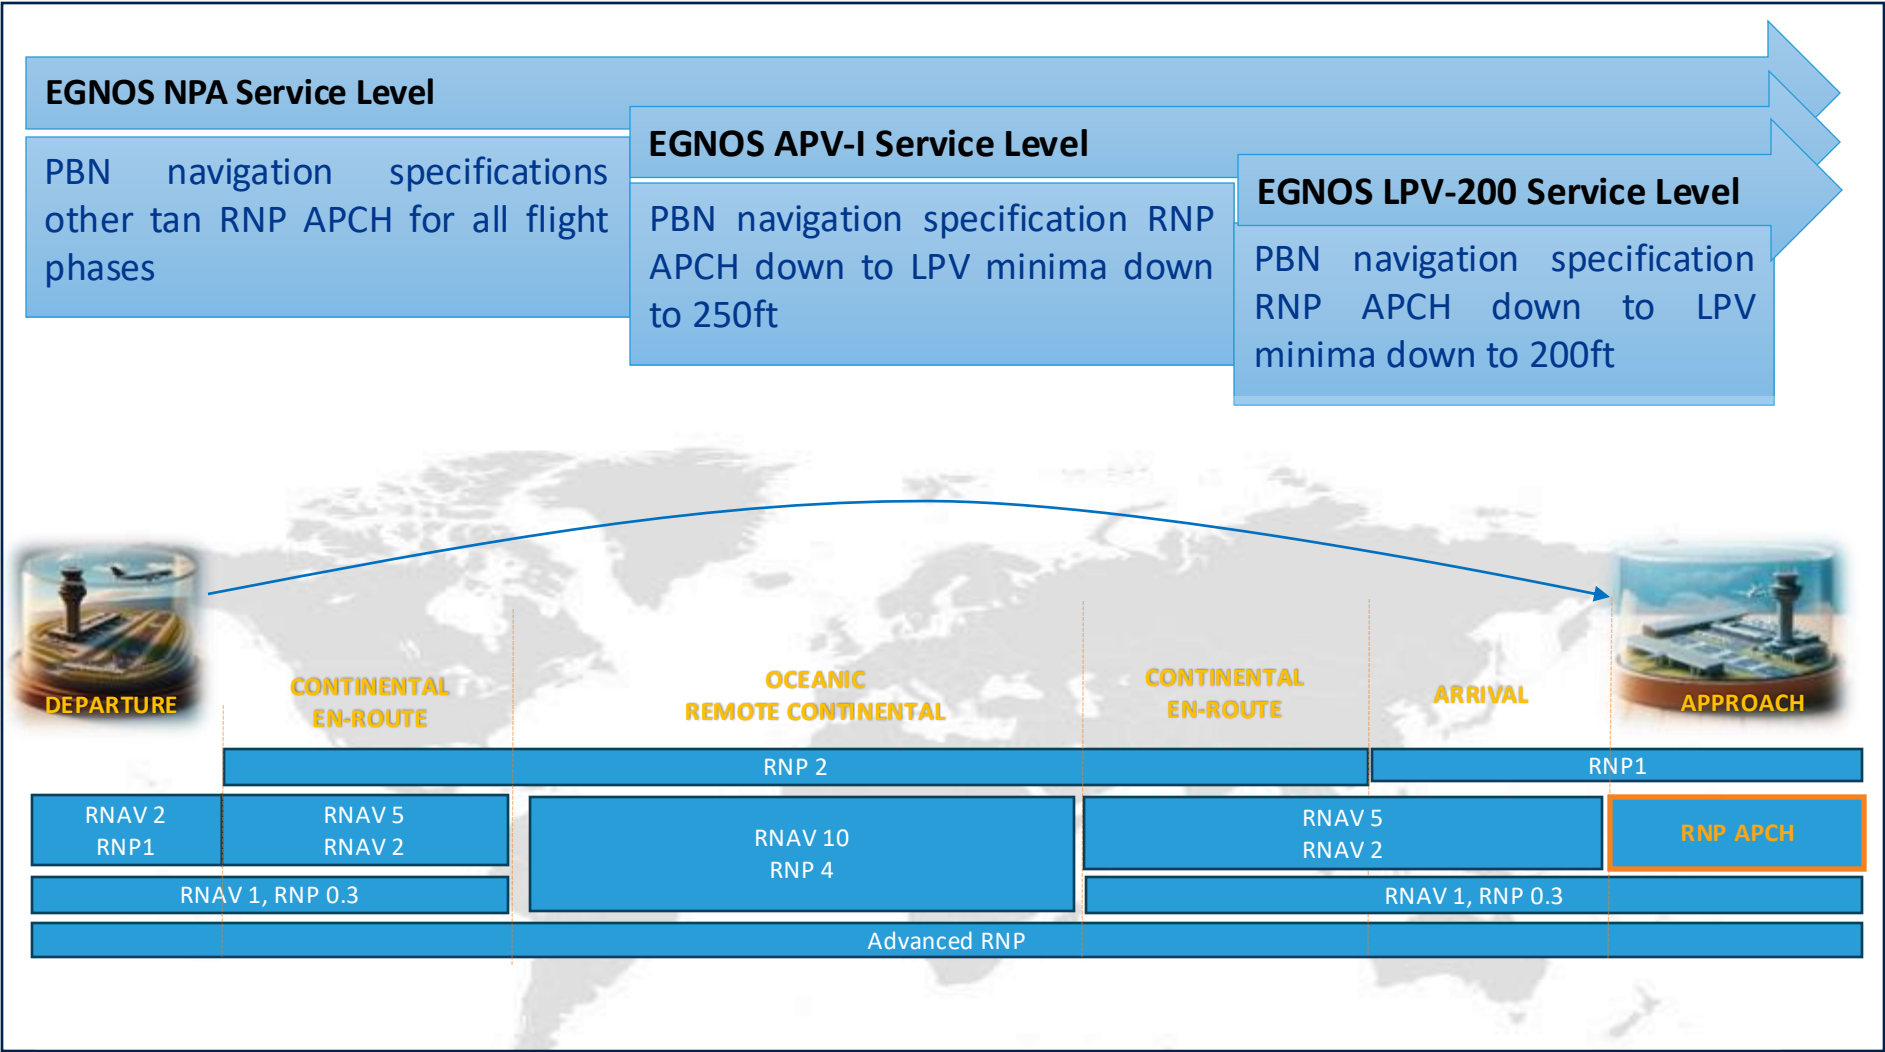 EGNOS NPA Service Level
PBN navigation specifications
other tan RNP APCH for all flight
phases
EGNOS APV-I Service Level
PBN navigation specification RNP
APCH down to LPV minima down
to 250ft
EGNOS LPV-200 Service Level
PBN navigation specification
RNP APCH down to LPV
minima down to 200ft
DEPARTURE
CONTINENTAL
EN-ROUTE
OCEANIC
REMOTE CONTINENTAL
CONTINENTAL
EN-ROUTE
ARRIVAL
APPROACH
RNP 2
RNP1
RNAV 2
RNP1
RNAV 5
RNAV 2
RNAV 10
RNP 4
RNAV 5
RNAV 2
RNP APCH
RNAV 1, RNP 0.3
RNAV 1, RNP 0.3
Advanced RNP